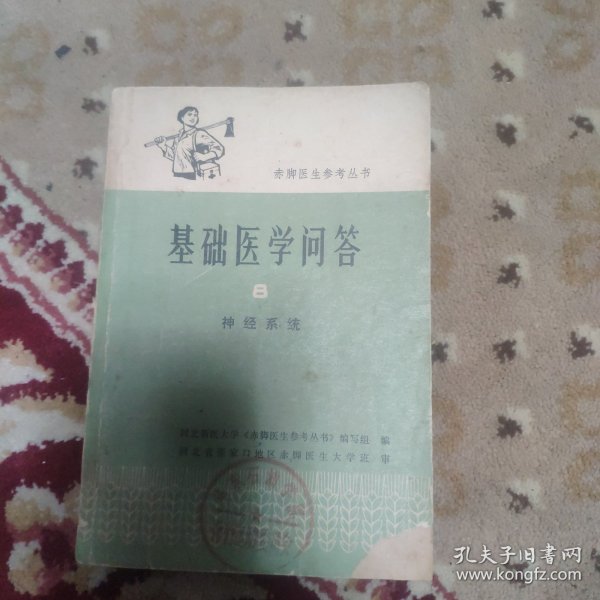 赤脚医生参考丛书
基础医学问答
8
神经系统
河北新医大学《赤脚医生参考丛书》编写组 编
河北省张家口地区赤脚医生大学班 审
孔夫子旧书网
www.kongfz.com